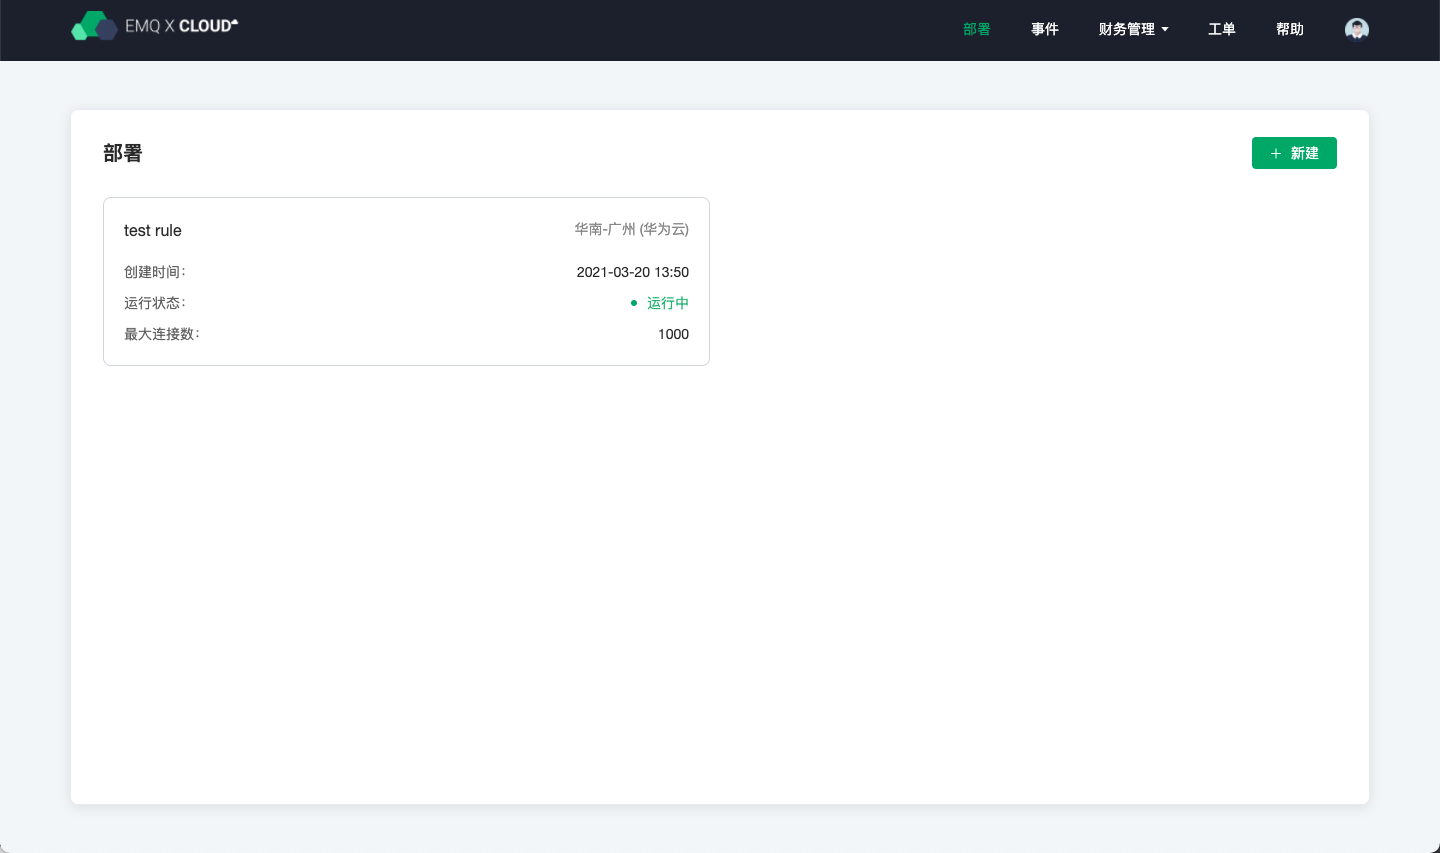 EMQ X CLOUD
部署 事件 财务管理 工单 帮助
部署
+ 新建
test rule 华南-广州 (华为云)
创建时间: 2021-03-20 13:50
运行状态: 运行中
最大连接数: 1000